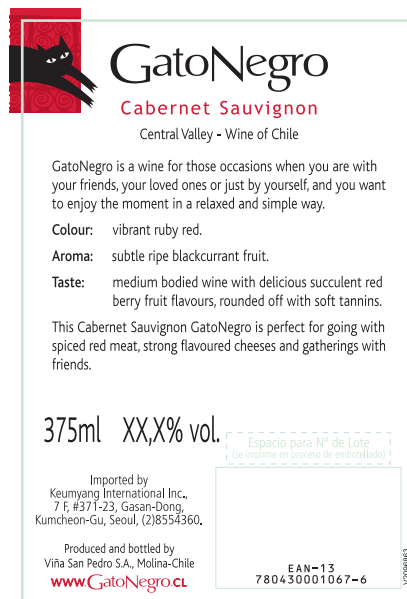 GatoNegro
Cabernet Sauvignon
Central Valley - Wine of Chile
GatoNegro is a wine for those occasions when you are with
your friends, your loved ones or just by yourself, and you want
to enjoy the moment in a relaxed and simple way.
Colour: vibrant ruby red.
Aroma: subtle ripe blackcurrant fruit.
Taste: medium bodied wine with delicious succulent red
berry fruit flavours, rounded off with soft tannins.
This Cabernet Sauvignon GatoNegro is perfect for going with
spiced red meat, strong flavoured cheeses and gatherings with
friends.
375ml XX,X% vol.
Espacio para Nº de Lote
(se imprime en proceso de embotellado)
Imported by
Keumyang International Inc.,
7 F, #371-23, Gasan-Dong,
Kumcheon-Gu, Seoul, (2)8554360.
Produced and bottled by
Viña San Pedro S.A., Molina-Chile
www.GatoNegro.CL
EAN-13
780430001067-6
V2096863